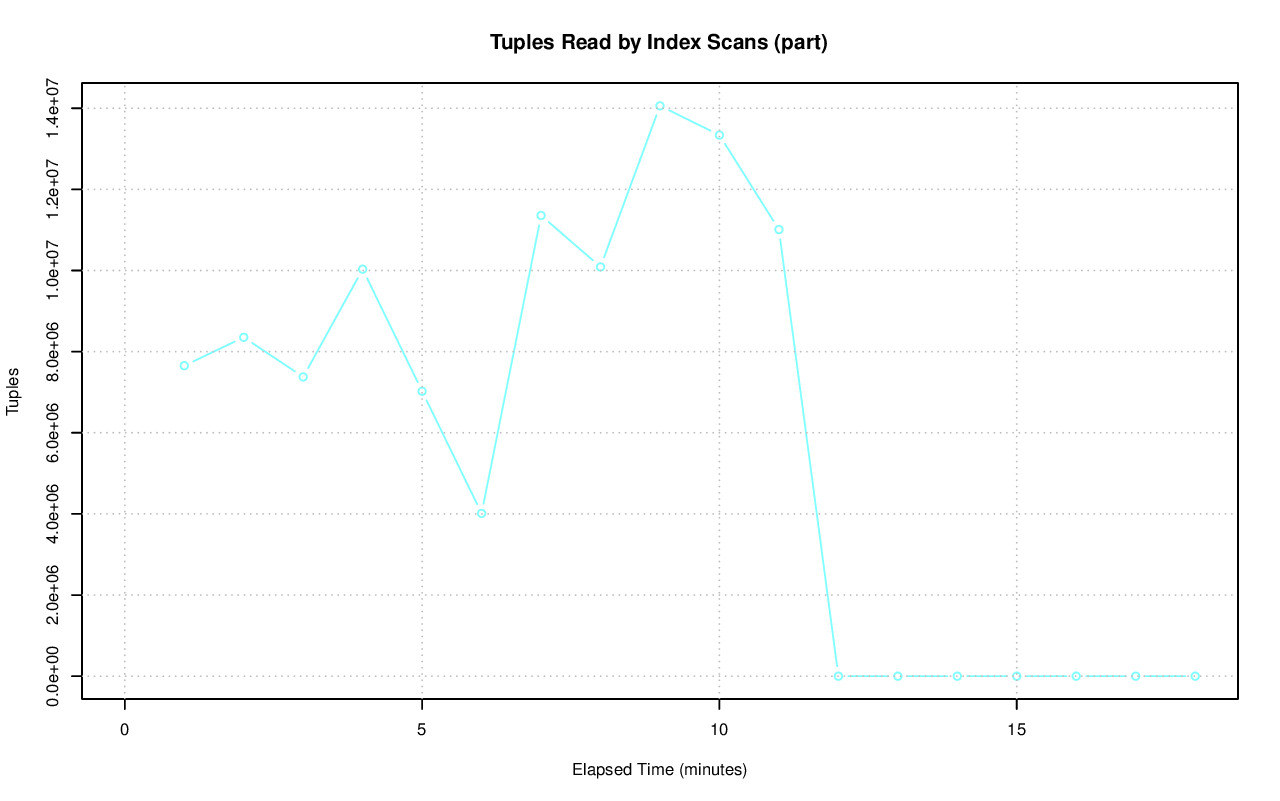 Tuples Read by Index Scans (part)
Tuples
1.4e+07
1.2e+07
1.0e+07
8.0e+06
6.0e+06
4.0e+06
2.0e+06
0.0e+00
0 5 10 15
Elapsed Time (minutes)